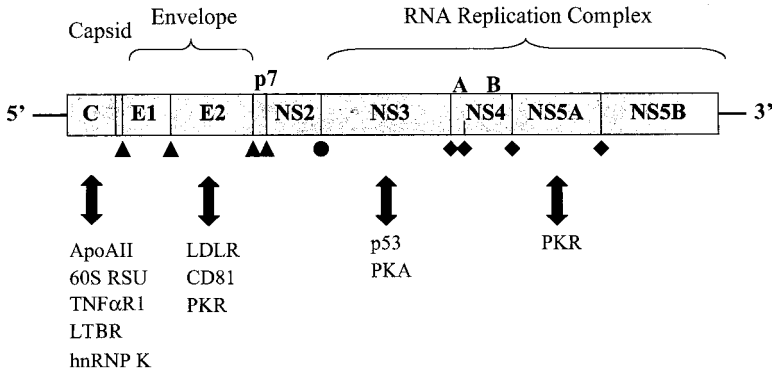 Capsid Envelope RNA Replication Complex
p7 A B
5’ C E1 E2 NS2 NS3 NS4 NS5A NS5B 3’
ApoAII LDLR p53 PKR
60S RSU CD81 PKA
TNFαR1 PKR
LTBR
hnRNP K